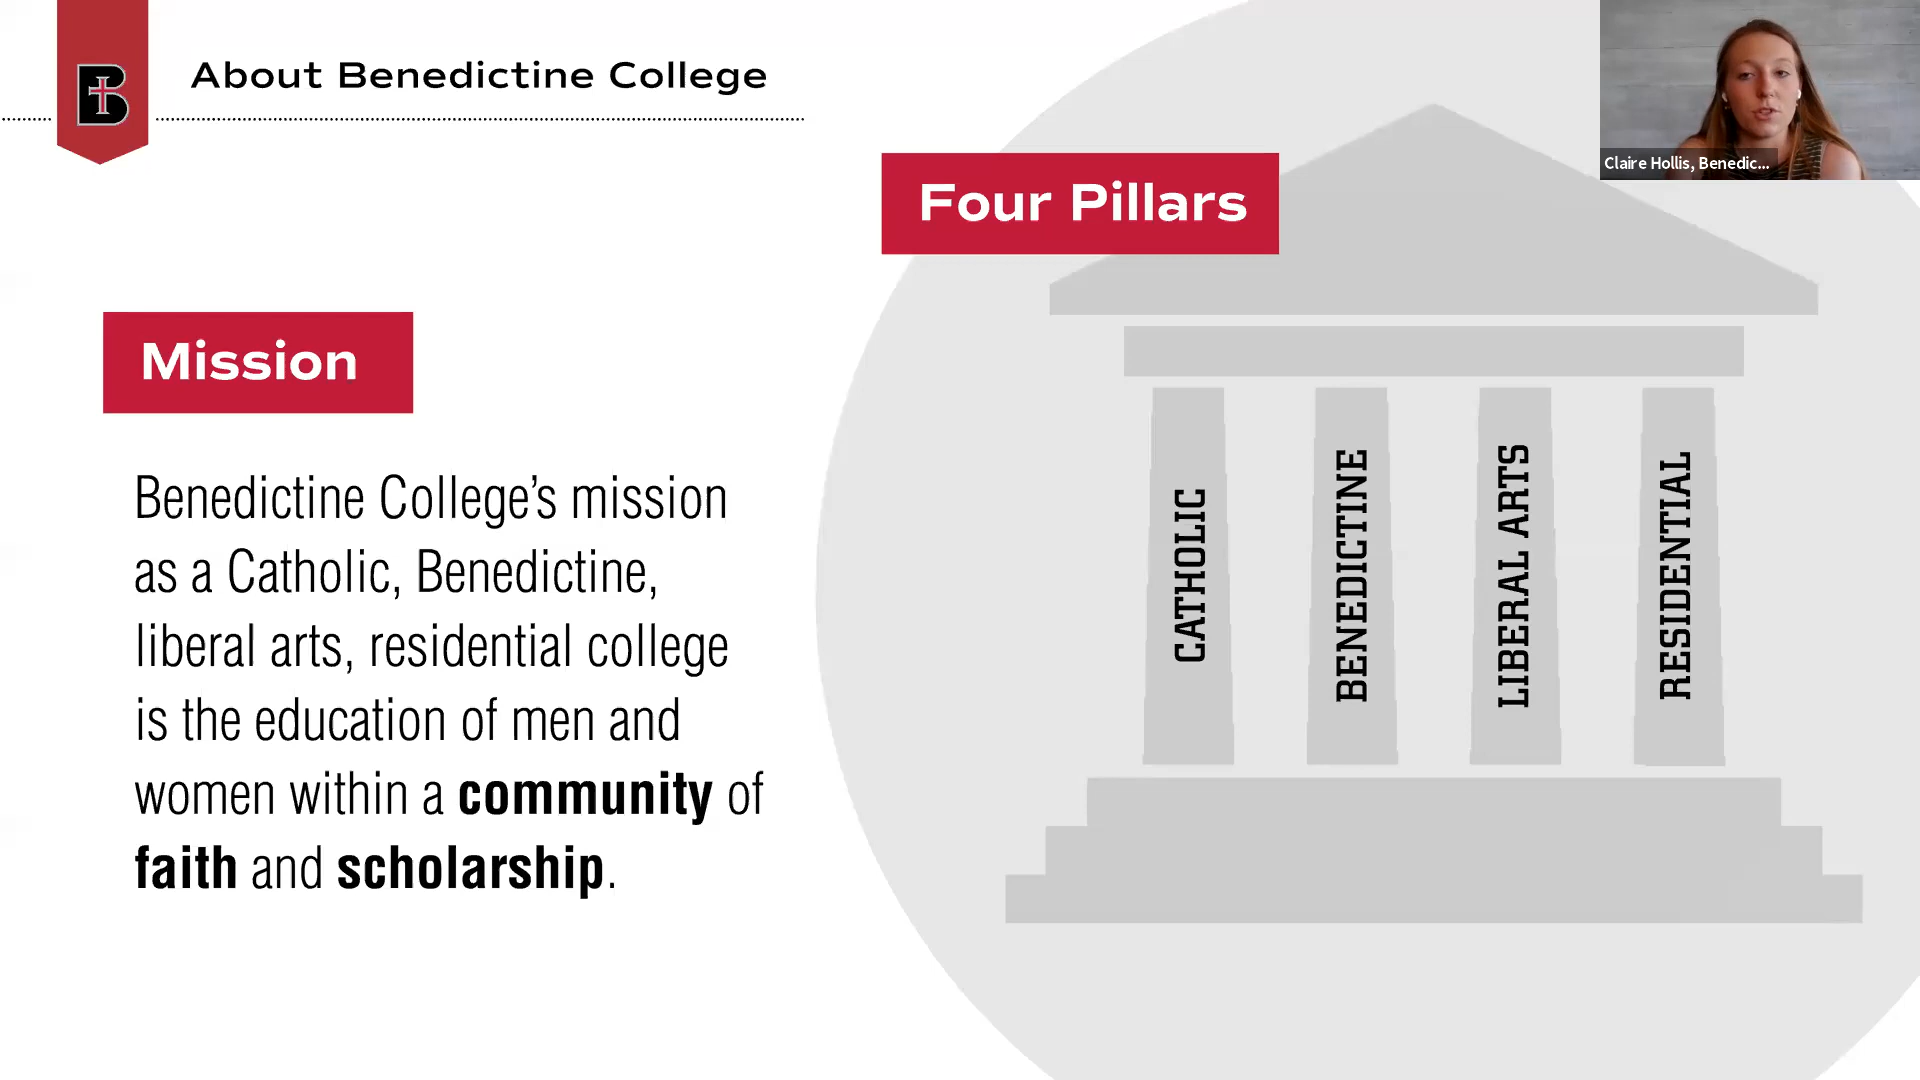 About Benedictine College
Claire Hollis, Benedic...
Four Pillars
Mission
Benedictine College’s mission
as a Catholic, Benedictine,
liberal arts, residential college
is the education of men and
women within a community of
faith and scholarship.
CATHOLIC
BENEDICTINE
LIBERAL ARTS
RESIDENTIAL